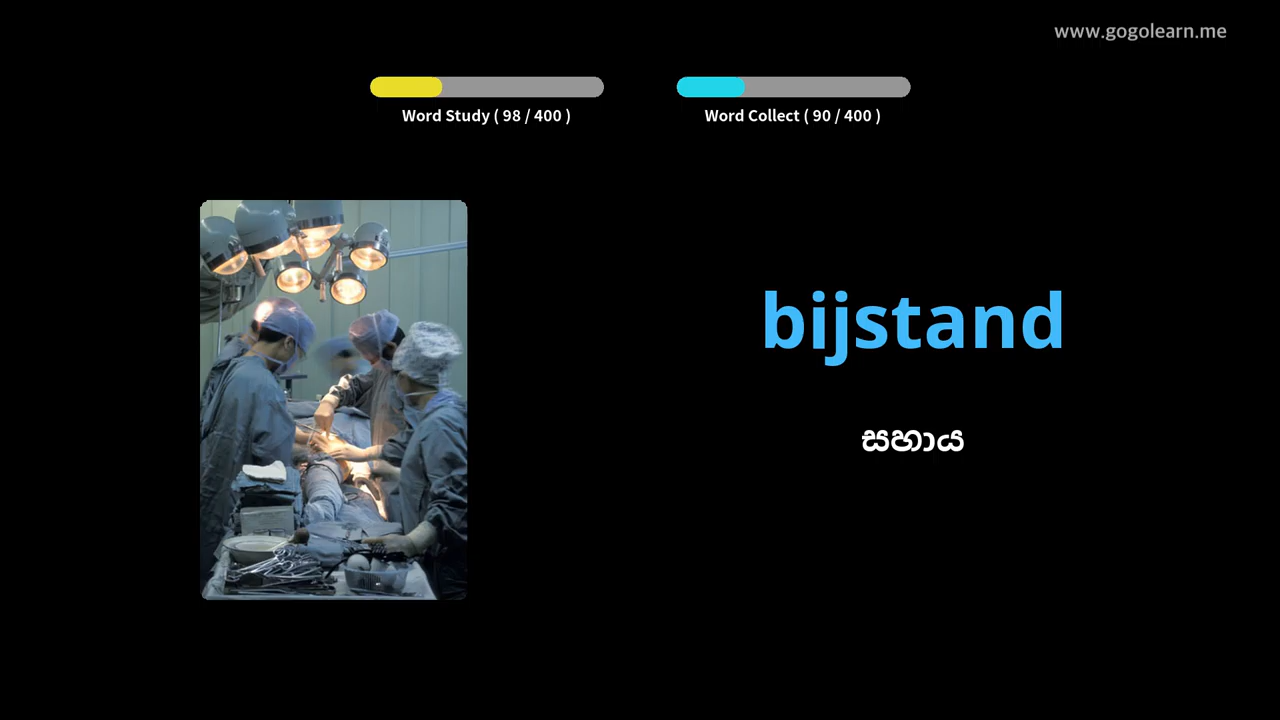 www.gogolearn.me
Word Study ( 98 / 400 )
Word Collect ( 90 / 400 )
bijstand
සහාය